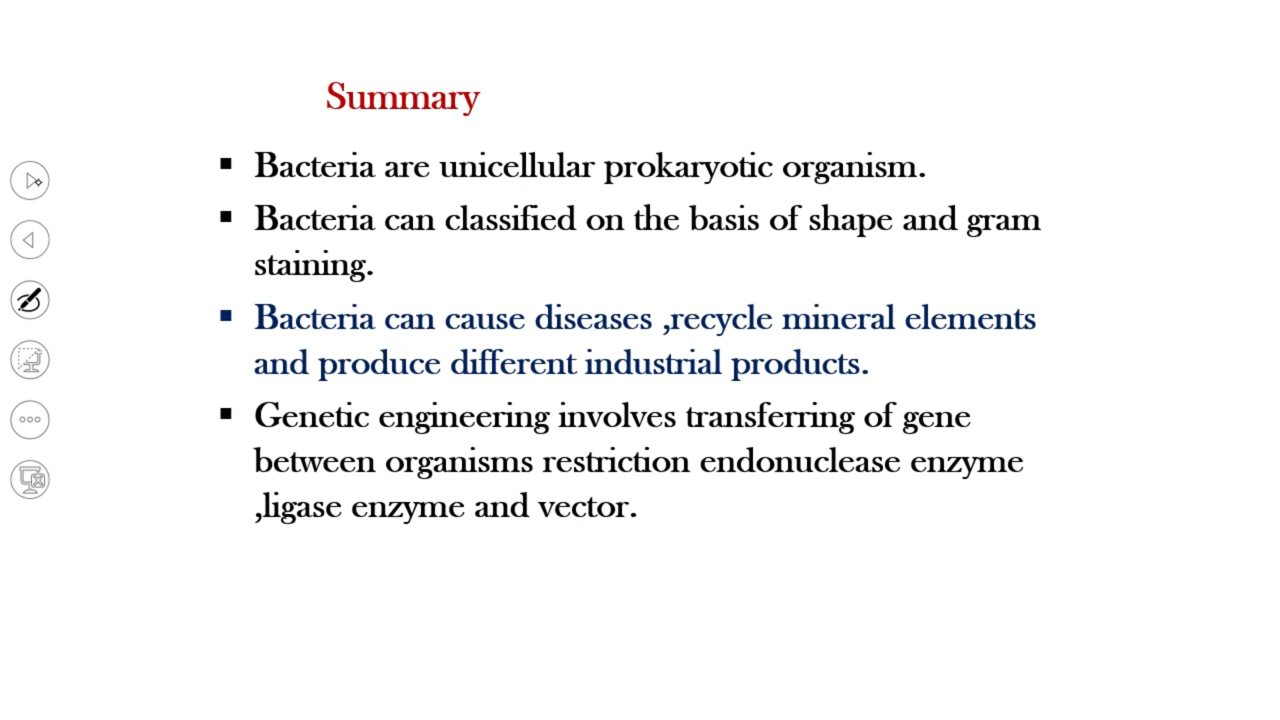 Summary
▪ Bacteria are unicellular prokaryotic organism.
▪ Bacteria can classified on the basis of shape and gram
staining.
▪ Bacteria can cause diseases ,recycle mineral elements
and produce different industrial products.
▪ Genetic engineering involves transferring of gene
between organisms restriction endonuclease enzyme
,ligase enzyme and vector.